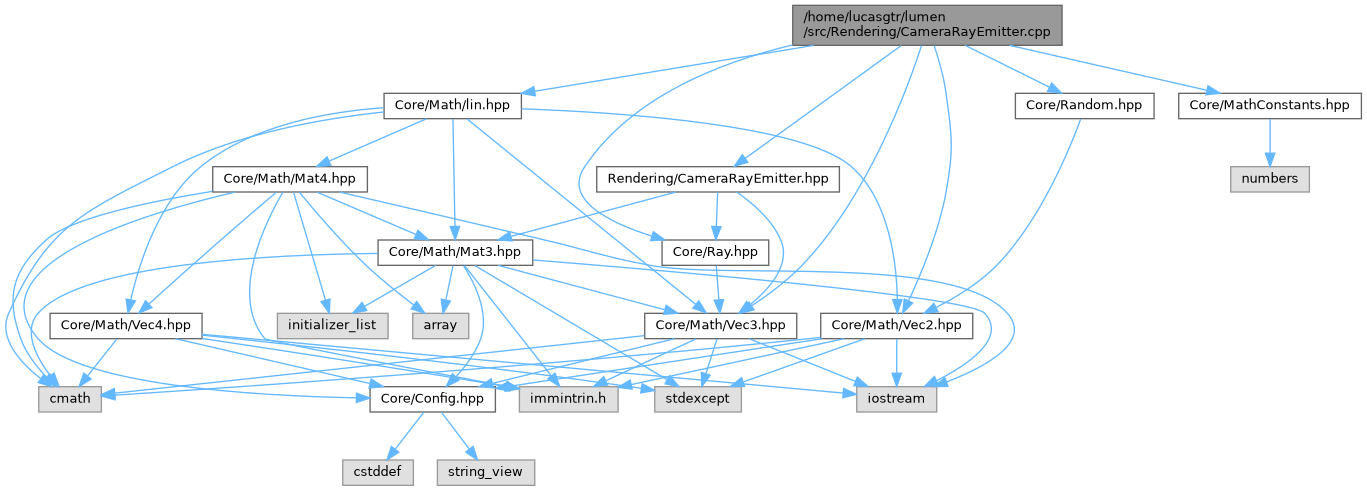 /home/lucasgtr/lumen
/src/Rendering/CameraRayEmitter.cpp
Core/Math/lin.hpp
Core/Random.hpp
Core/MathConstants.hpp
Core/Math/Mat4.hpp
Rendering/CameraRayEmitter.hpp
numbers
Core/Math/Mat3.hpp
Core/Ray.hpp
Core/Math/Vec4.hpp
initializer_list
array
Core/Math/Vec3.hpp
Core/Math/Vec2.hpp
cmath
Core/Config.hpp
immintrin.h
stdexcept
iostream
cstddef
string_view